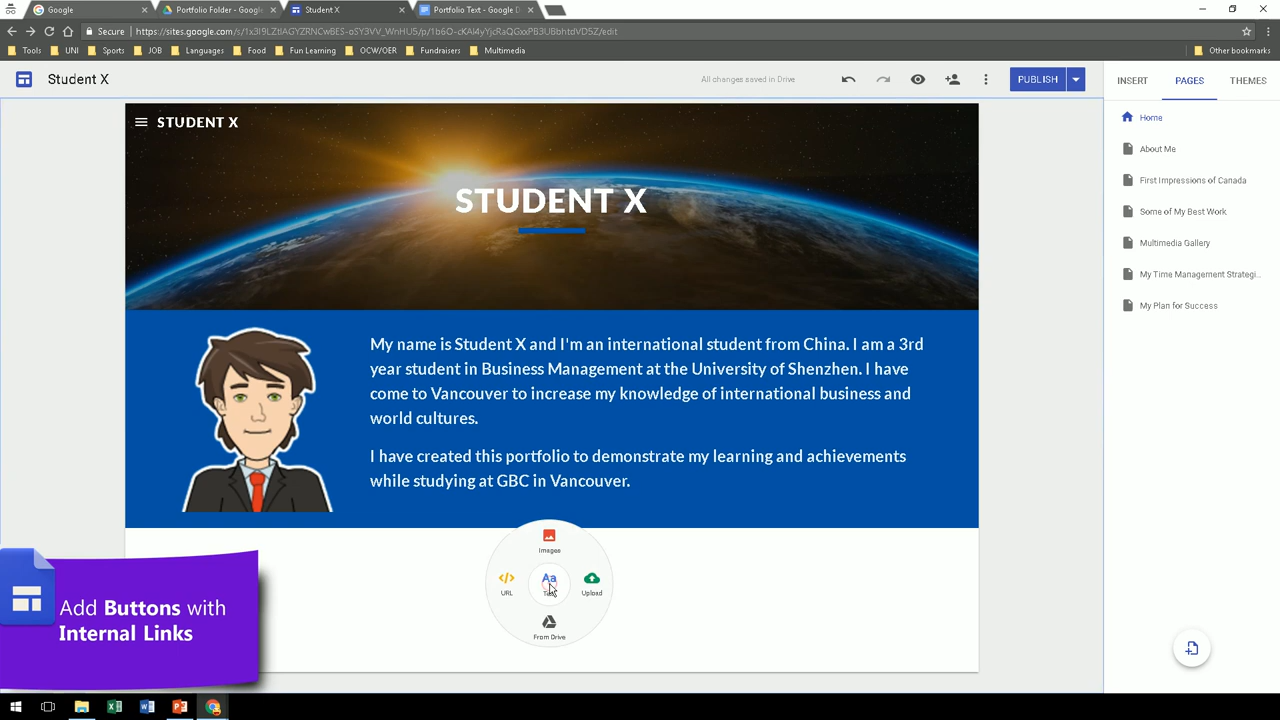 Google
Portfolio Folder - Google
Student X
Portfolio Text - Google D
Secure
Tools
UNI
Sports
JOB
Languages
Food
Fun Learning
OCW/OER
Fundraisers
Multimedia
Other bookmarks
Student X
All changes saved in Drive
PUBLISH
INSERT
PAGES
THEMES
STUDENT X
STUDENT X
Home
About Me
First Impressions of Canada
Some of My Best Work
Multimedia Gallery
My Time Management Strategi...
My Plan for Success
My name is Student X and I'm an international student from China. I am a 3rd
year student in Business Management at the University of Shenzhen. I have
come to Vancouver to increase my knowledge of international business and
world cultures.
I have created this portfolio to demonstrate my learning and achievements
while studying at GBC in Vancouver.
Images
URL
Aa
Upload
From Drive
Add Buttons with
Internal Links